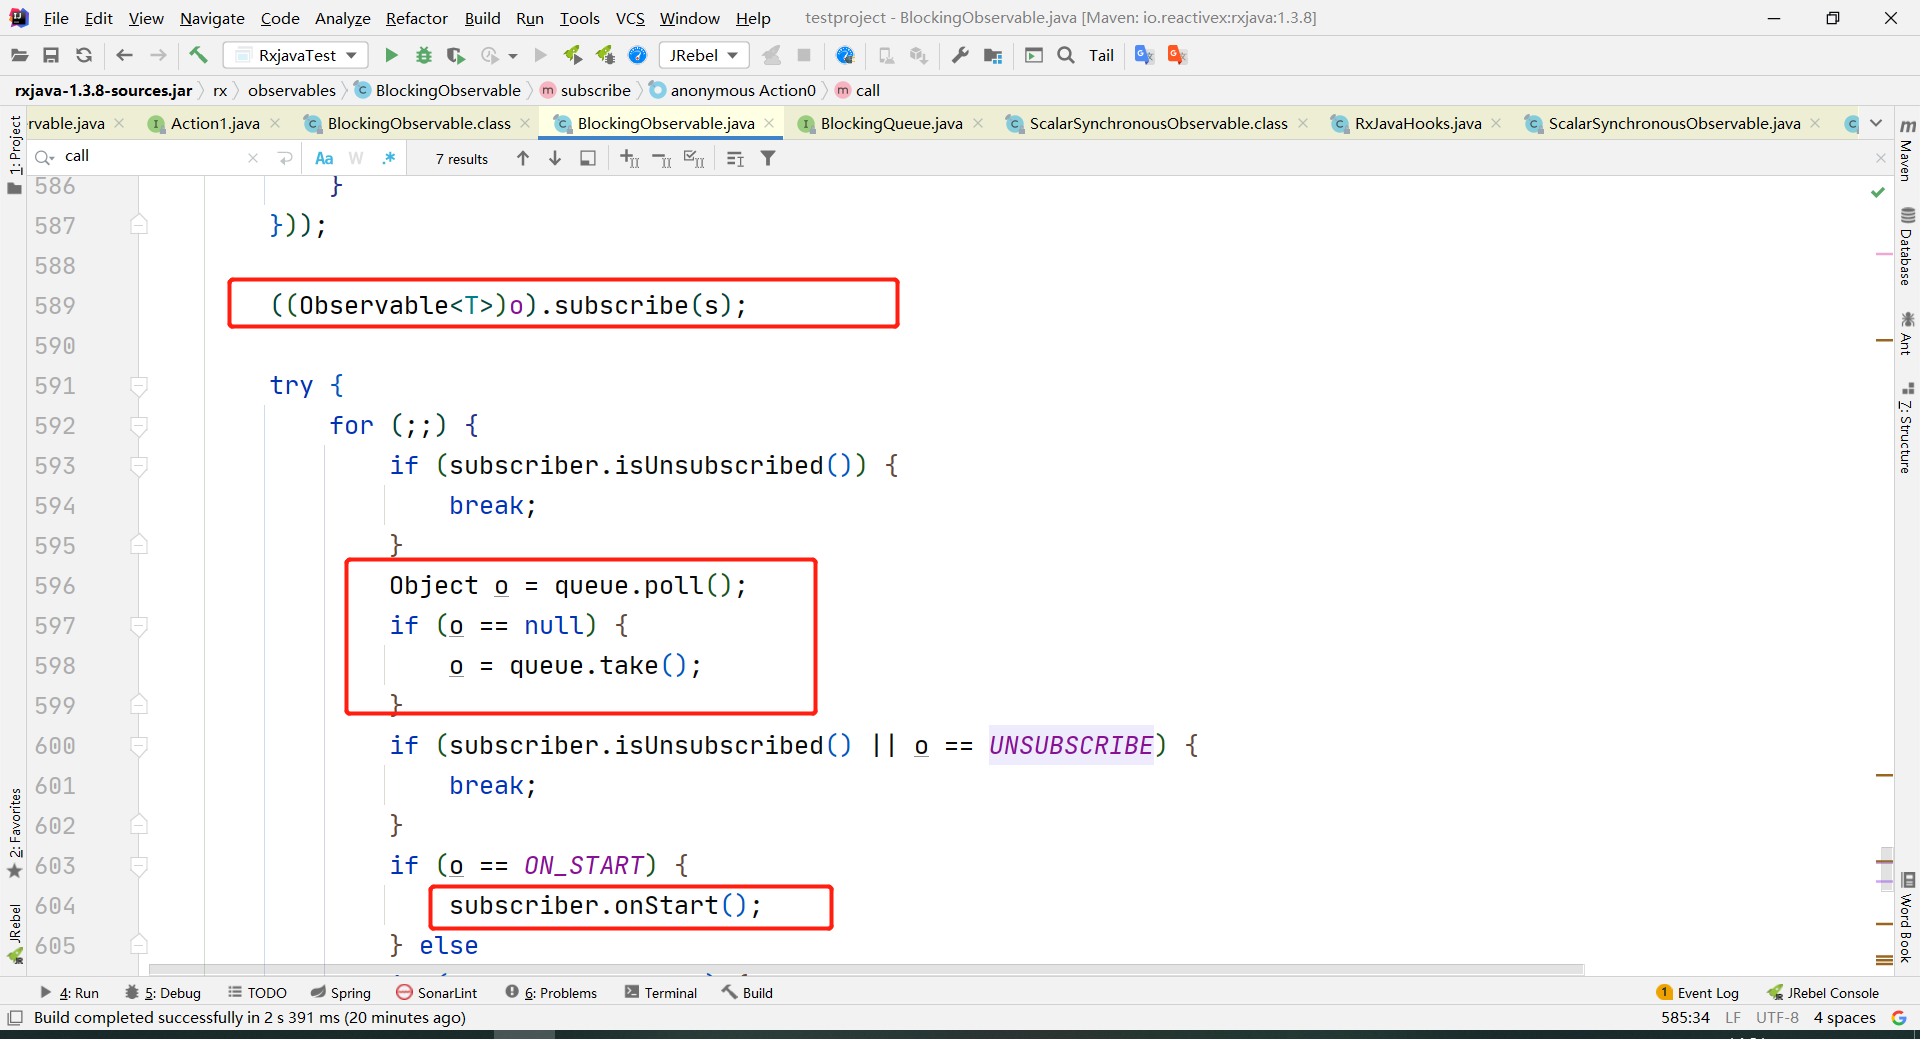 File Edit View Navigate Code Analyze Refactor Build Run Tools VCS Window Help testproject - BlockingObservable.java [Maven: io.reactivex:rxjava:1.3.8]
RxjavaTest JRebel Tail
rxjava-1.3.8-sources.jar rx observables BlockingObservable subscribe anonymous Action0 call
rvable.java Action1.java BlockingObservable.class BlockingObservable.java BlockingQueue.java ScalarSynchronousObservable.class RxJavaHooks.java ScalarSynchronousObservable.java
call Aa W .* 7 results
586 }
587 }));
588
589 ((Observable<T>)o).subscribe(s);
590
591 try {
592 for (;;) {
593 if (subscriber.isUnsubscribed()) {
594 break;
595 }
596 Object o = queue.poll();
597 if (o == null) {
598 o = queue.take();
599 }
600 if (subscriber.isUnsubscribed() || o == UNSUBSCRIBE) {
601 break;
602 }
603 if (o == ON_START) {
604 subscriber.onStart();
605 } else
1: Project
2: Favorites
JRebel
Maven
Database
Ant
7: Structure
Word Book
4: Run 5: Debug TODO Spring SonarLint 6: Problems Terminal Build 1 Event Log JRebel Console
Build completed successfully in 2 s 391 ms (20 minutes ago) 585:34 LF UTF-8 4 spaces